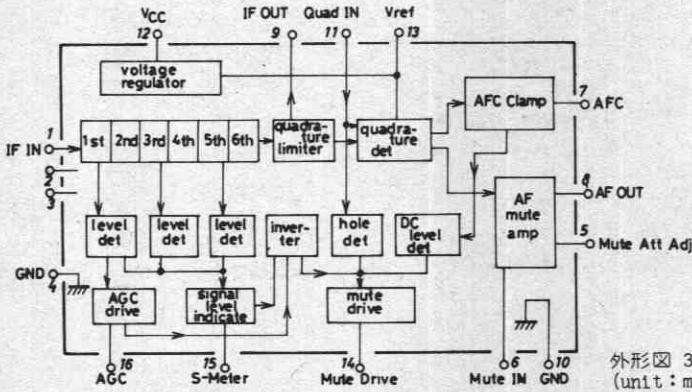 VCC IF OUT Quad IN Vref
12 9 11 13
voltage
regulator
AFC Clamp
7
AFC
1
IF IN
1st 2nd 3rd 4th 5th 6th
quadra-
ture
limiter
quadra-
ture
det
2
3
8
AF OUT
AF
mute
amp
5
Mute Att Adj
level
det
level
det
level
det
inver-
ter
hole
det
DC
level
det
GND
4
AGC
drive
signal
level
indicate
mute
drive
16 15 14 6 10
AGC S-Meter Mute Drive Mute IN GND
外形図 3
(unit:m